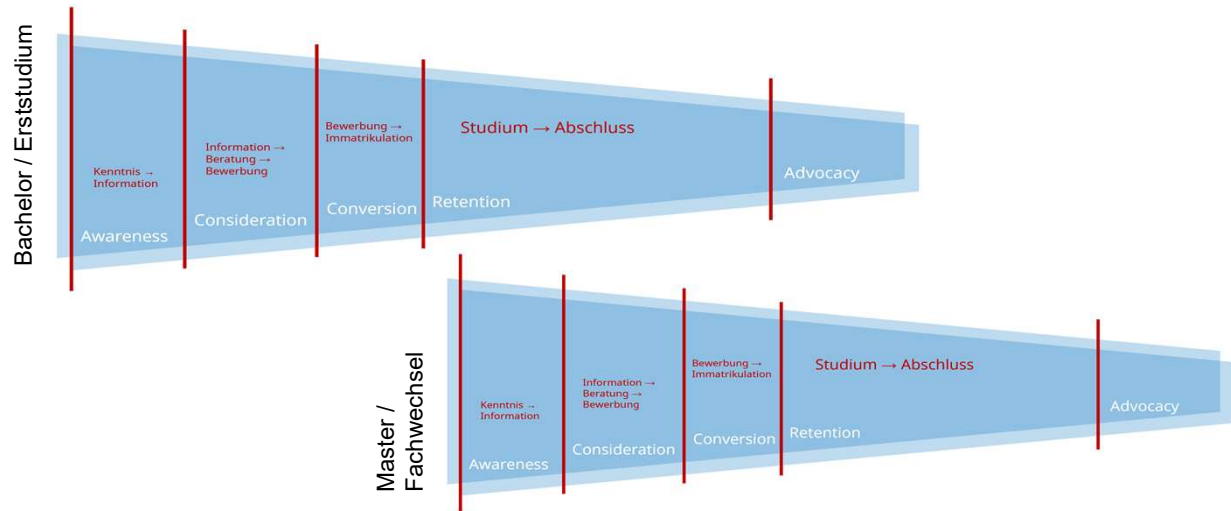 Bachelor / Erststudium
Kenntnis →
Information
Awareness
Information →
Beratung →
Bewerbung
Consideration
Bewerbung →
Immatrikulation
Conversion
Studium → Abschluss
Retention
Advocacy
Master /
Fachwechsel
Kenntnis →
Information
Awareness
Information →
Beratung →
Bewerbung
Consideration
Bewerbung →
Immatrikulation
Conversion
Studium → Abschluss
Retention
Advocacy